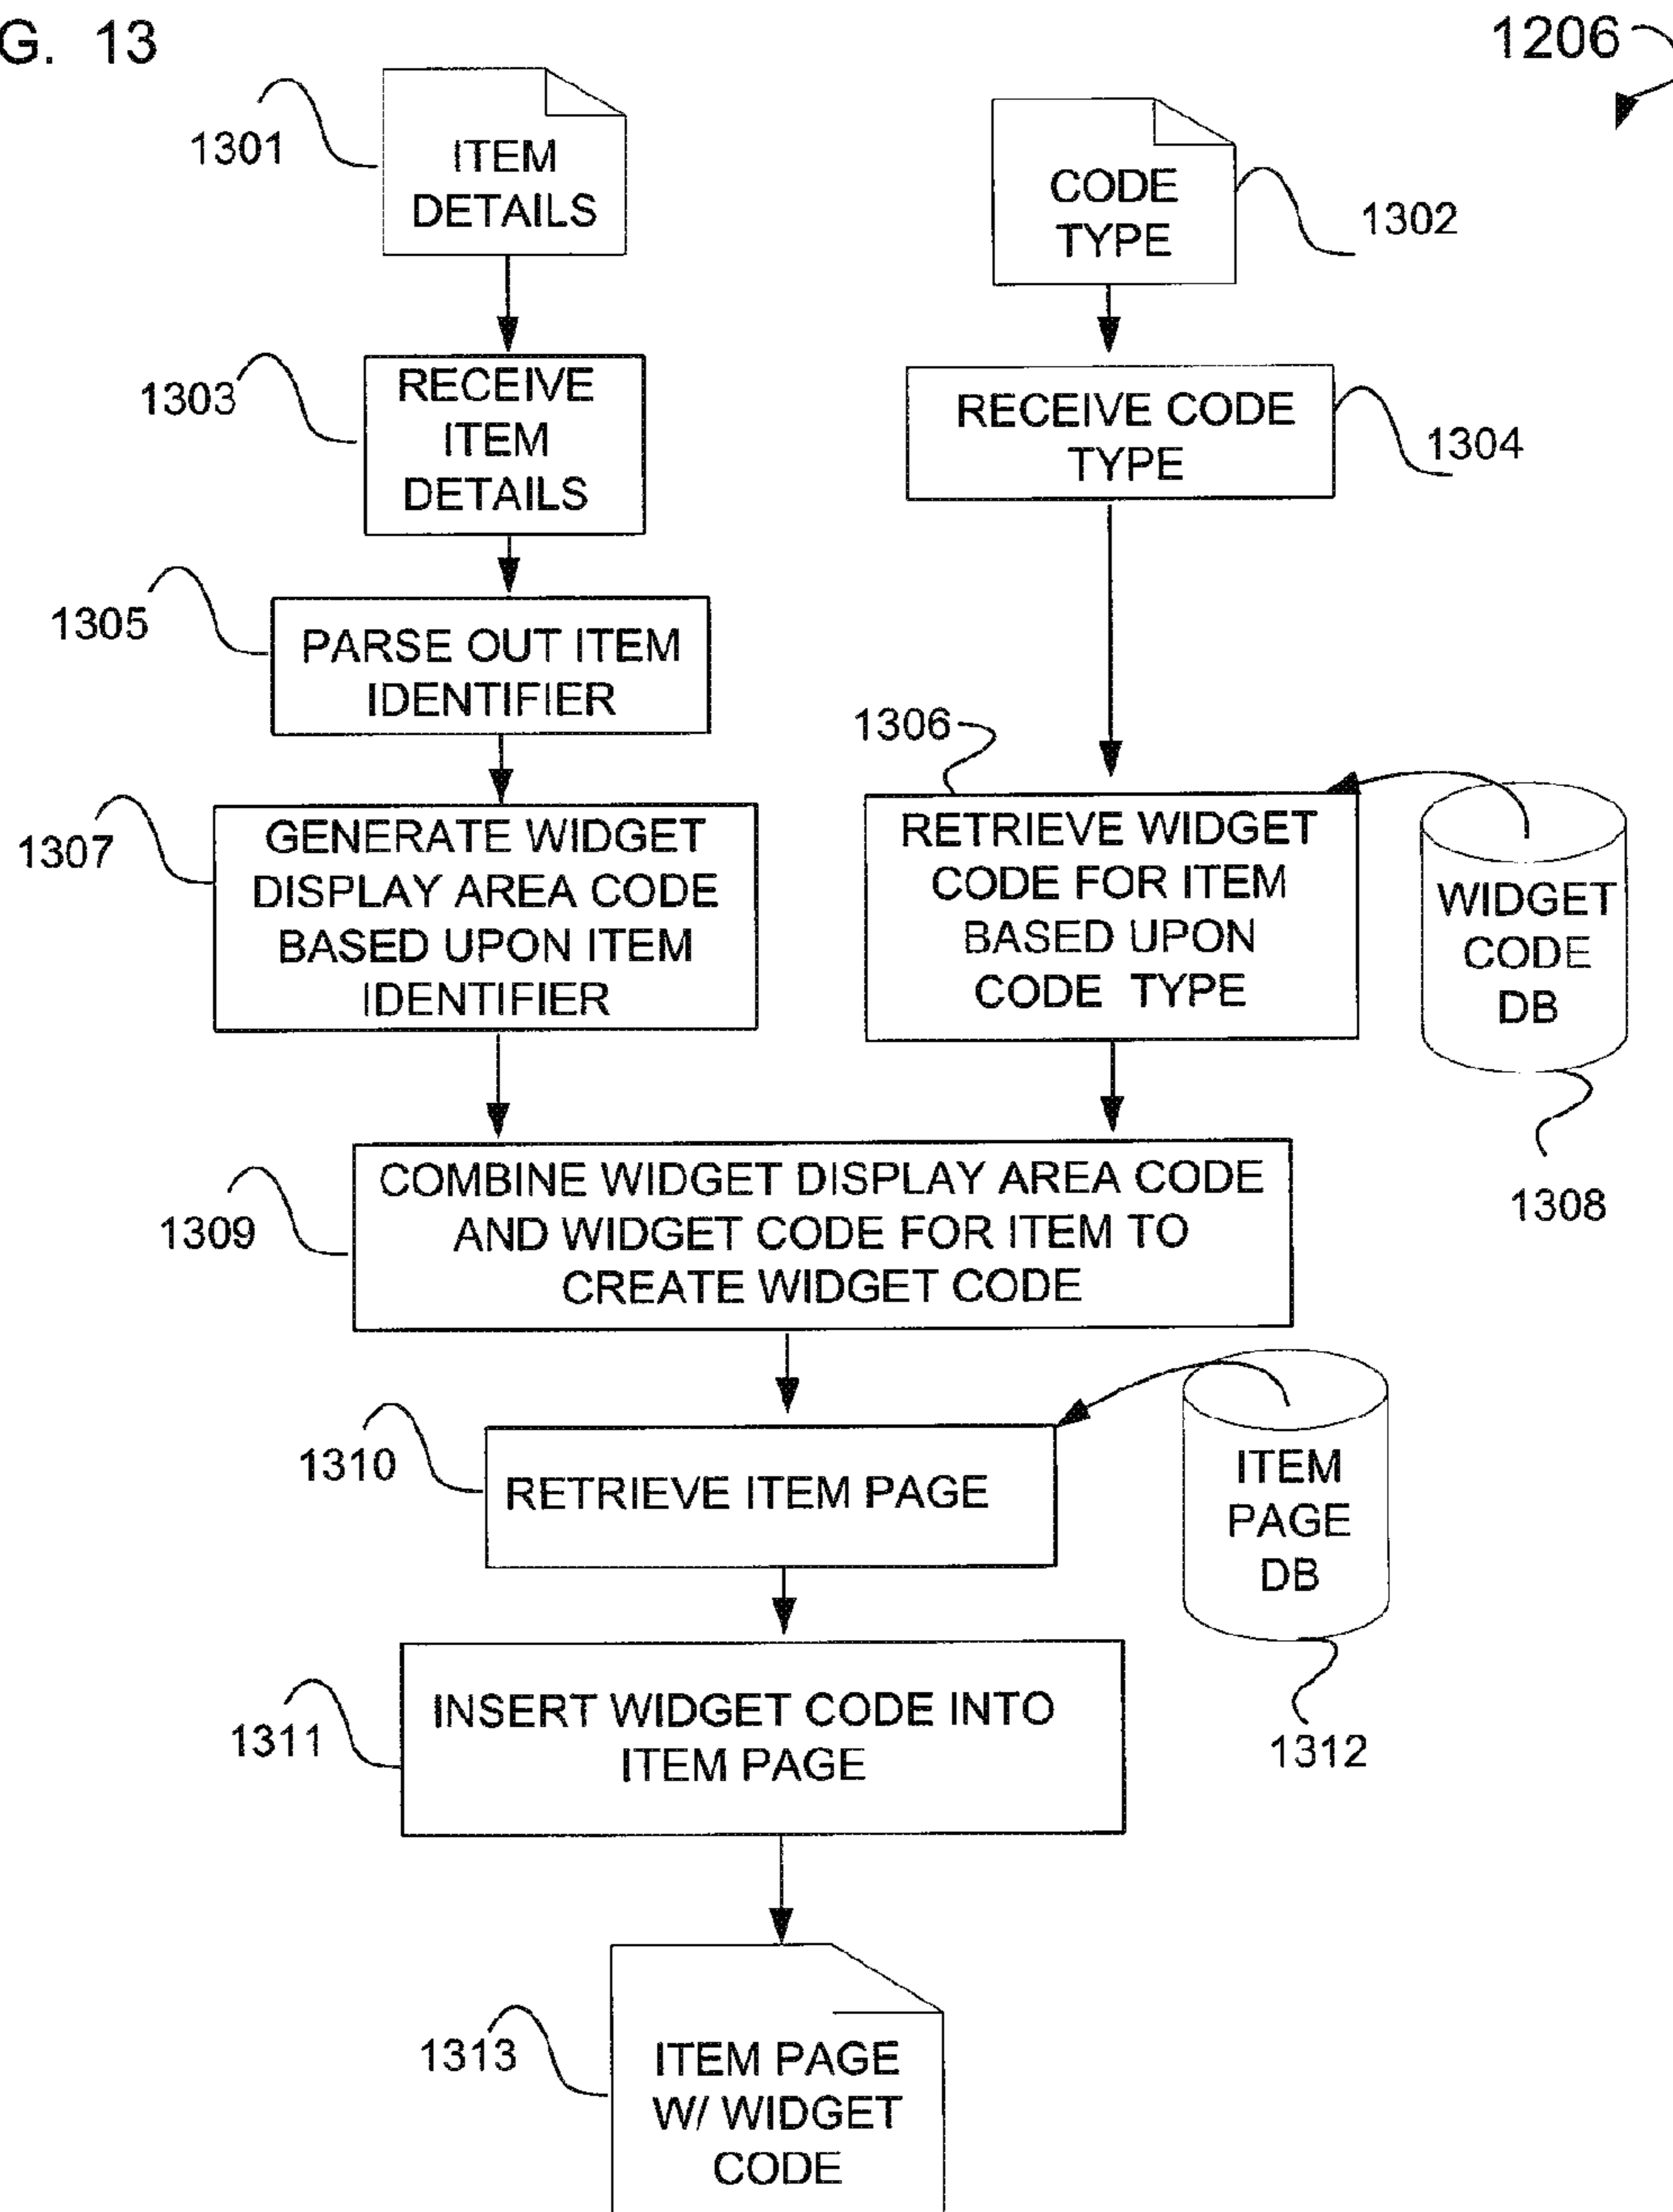 G. 13
1206
1301
ITEM
DETAILS
CODE
TYPE
1302
1303
RECEIVE
ITEM
DETAILS
RECEIVE CODE
TYPE
1304
1305
PARSE OUT ITEM
IDENTIFIER
1306
1307
GENERATE WIDGET
DISPLAY AREA CODE
BASED UPON ITEM
IDENTIFIER
RETRIEVE WIDGET
CODE FOR ITEM
BASED UPON
CODE TYPE
WIDGET
CODE
DB
1308
1309
COMBINE WIDGET DISPLAY AREA CODE
AND WIDGET CODE FOR ITEM TO
CREATE WIDGET CODE
1310
RETRIEVE ITEM PAGE
ITEM
PAGE
DB
1312
1311
INSERT WIDGET CODE INTO
ITEM PAGE
1313
ITEM PAGE
W/ WIDGET
CODE